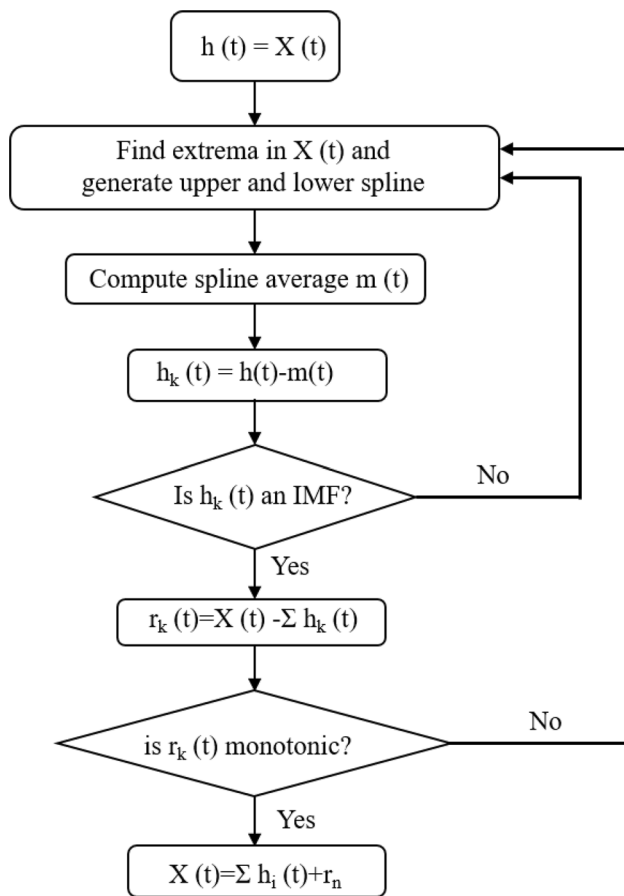 h (t) = X (t)
Find extrema in X (t) and
generate upper and lower spline
Compute spline average m (t)
hₖ (t) = h(t)-m(t)
Is hₖ (t) an IMF?
No
Yes
rₖ (t)=X (t) -Σ hₖ (t)
is rₖ (t) monotonic?
No
Yes
X (t)=Σ hᵢ (t)+rₙ